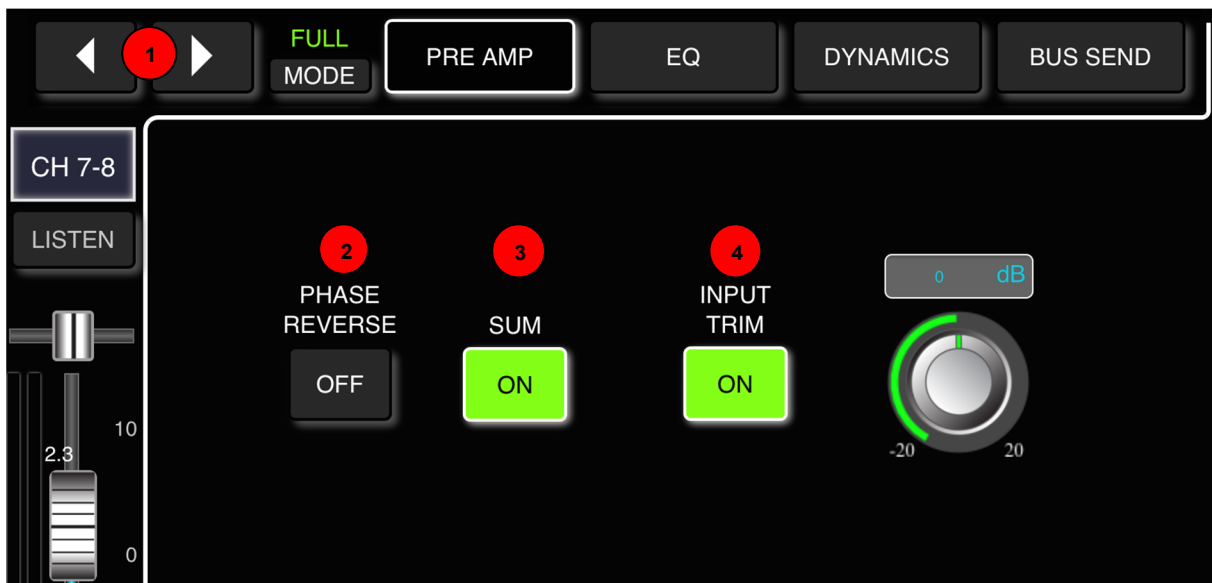 1
FULL
MODE
PRE AMP
EQ
DYNAMICS
BUS SEND
CH 7-8
LISTEN
2
PHASE
REVERSE
OFF
3
SUM
ON
4
INPUT
TRIM
ON
0 dB
-20
20
10
2.3
0